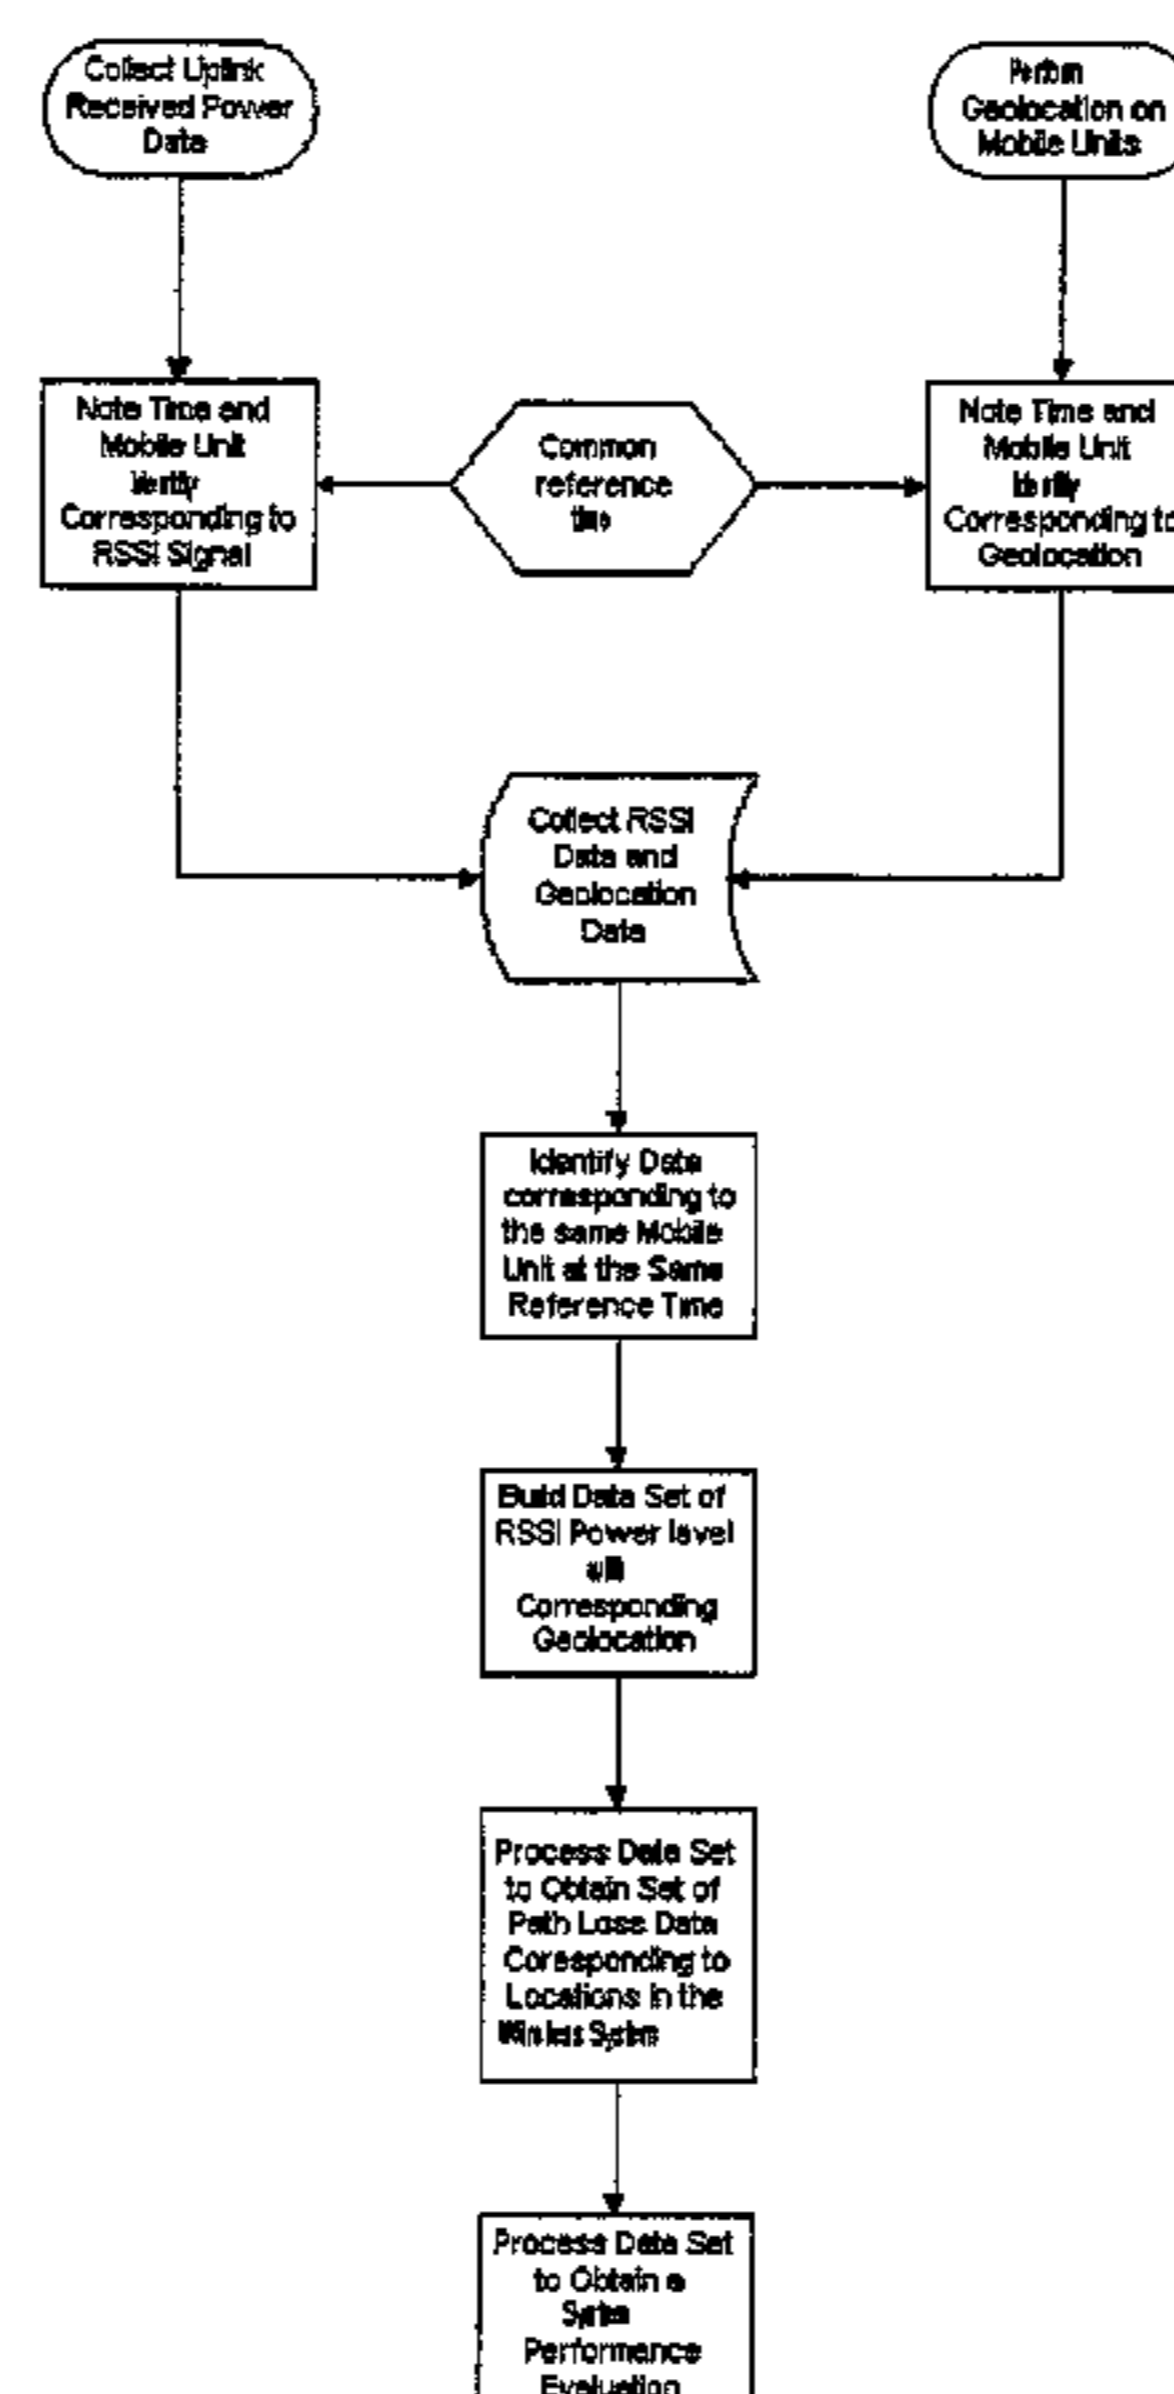 Collect Uplink
Received Power
Data
Geolocation on
Mobile Units
Note Time and
Mobile Unit
Corresponding to
RSSI Signal
Common
reference
Note Time and
Mobile Unit
Corresponding to
Geolocation
Collect RSSI
Data and
Geolocation
Data
Identify Data
corresponding to
the same Mobile
Unit at the Same
Reference Time
Build Data Set of
RSSI Power level
Corresponding
Geolocation
Process Data Set
to Obtain Set of
Path Loss Data
Coresponding to
Locations in the
Process Data Set
to Obtain a
Performance
Evaluation